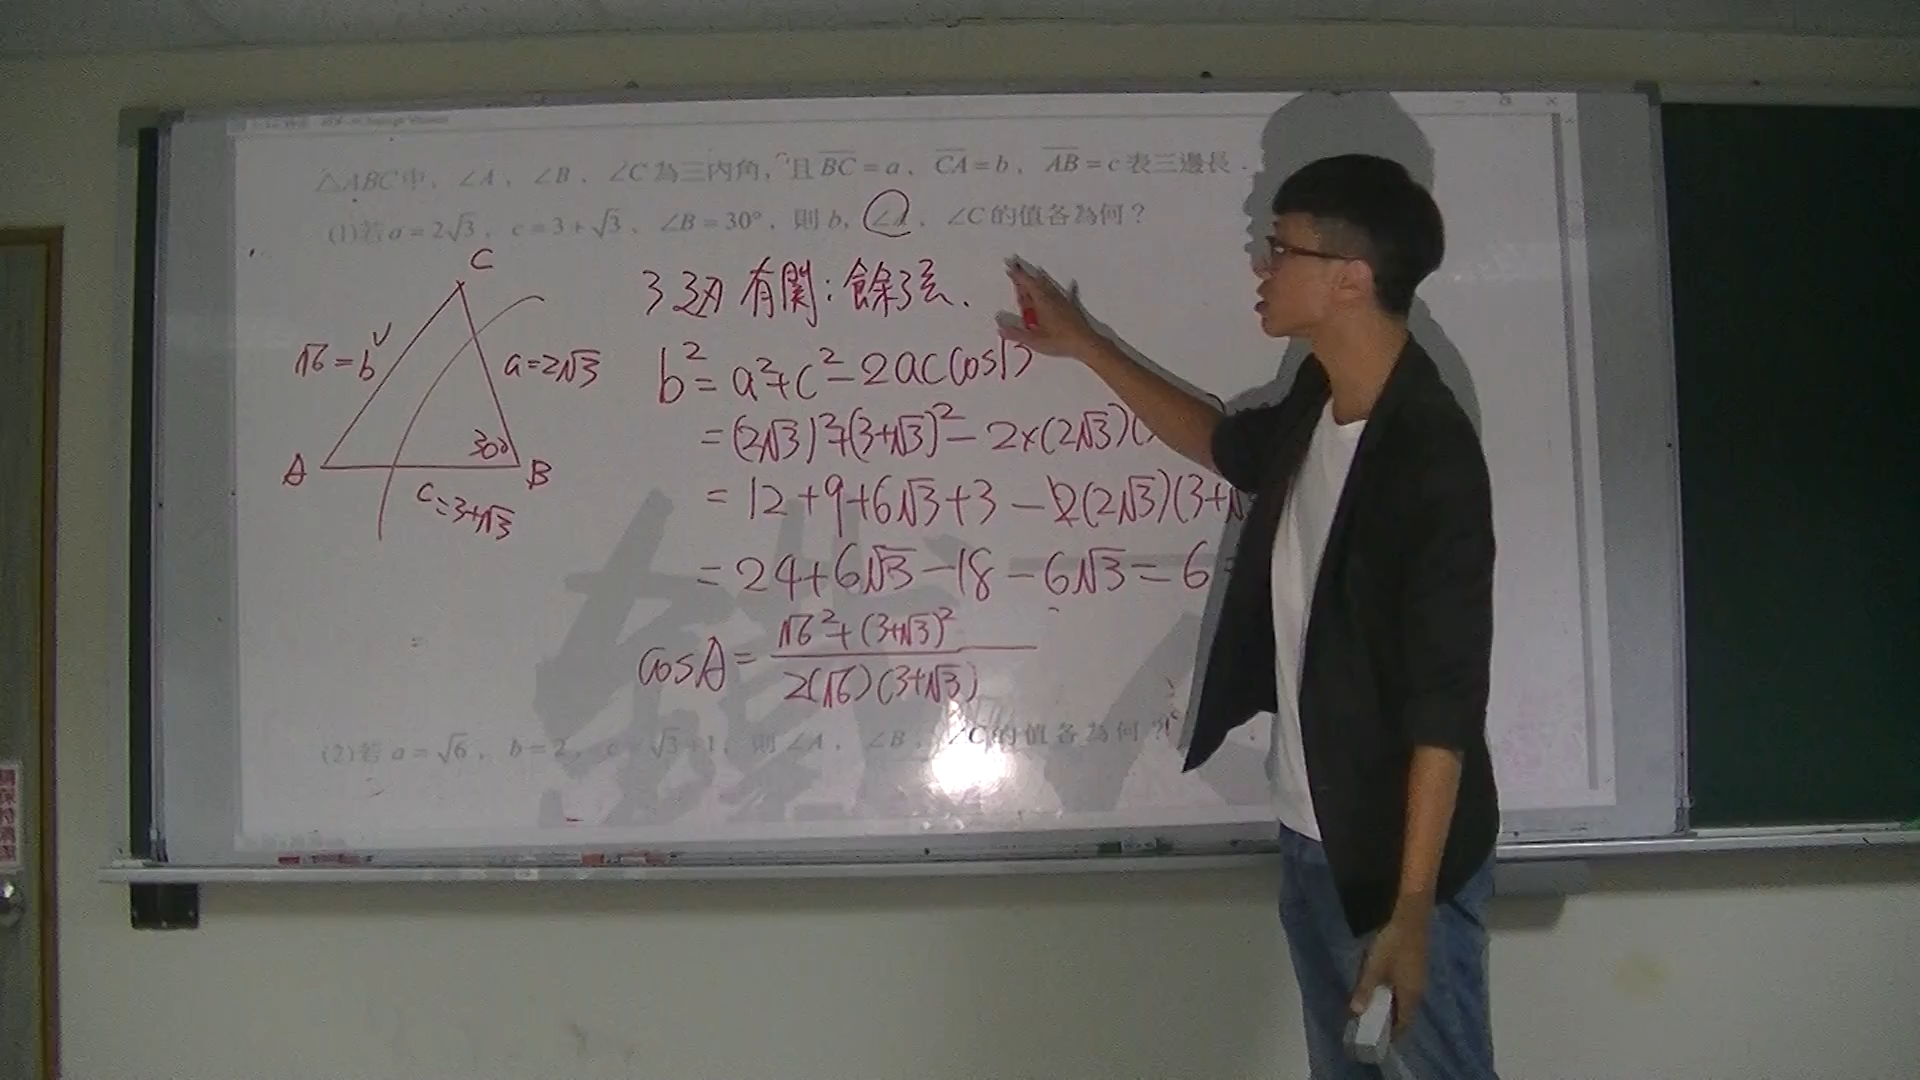 △ABC中，∠A，∠B，∠C為三內角，且BC=a、CA=b，AB=c表三邊長.
(1)若a=2√3，c=3+√3、∠B=30°，則b，∠A、∠C的值各為何？
C
3边有関:餘弦.
√6=b
a=2√3
b²=a²+c²-2ac cosB
30°
=(2√3)²+(3+√3)²-2×(2√3)(
A
B
c=3+√3
=12+9+6√3+3-2(2√3)(3+√
=24+6√3-18-6√3=6
cosA=
√6²+(3+√3)²
2(√6)(3+√3)
(2)若a=√6，b=2，c=√3+1，則∠A，∠B，∠C的值各為何？
保持清